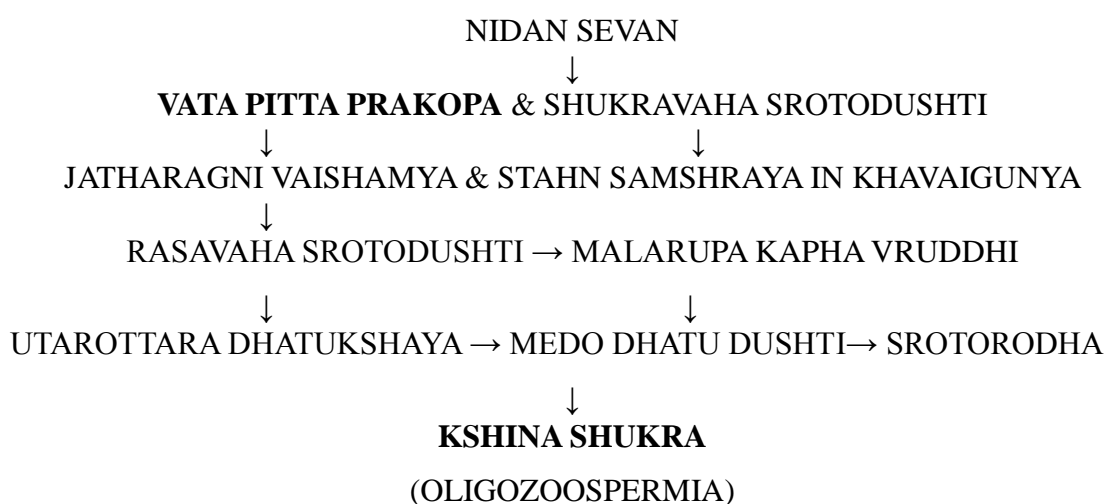 NIDAN SEVAN
↓
VATA PITTA PRAKOPA & SHUKRAVAHA SROTODUSHTI
↓ ↓
JATHARAGNI VAISHAMYA & STAHN SAMSHRAYA IN KHAVAIGUNYA
↓
RASAVAHA SROTODUSHTI → MALARUPA KAPHA VRUDDHI
↓ ↓
UTAROTTARA DHATUKSHAYA → MEDO DHATU DUSHTI→ SROTORODHA
↓
KSHINA SHUKRA
(OLIGOZOOSPERMIA)